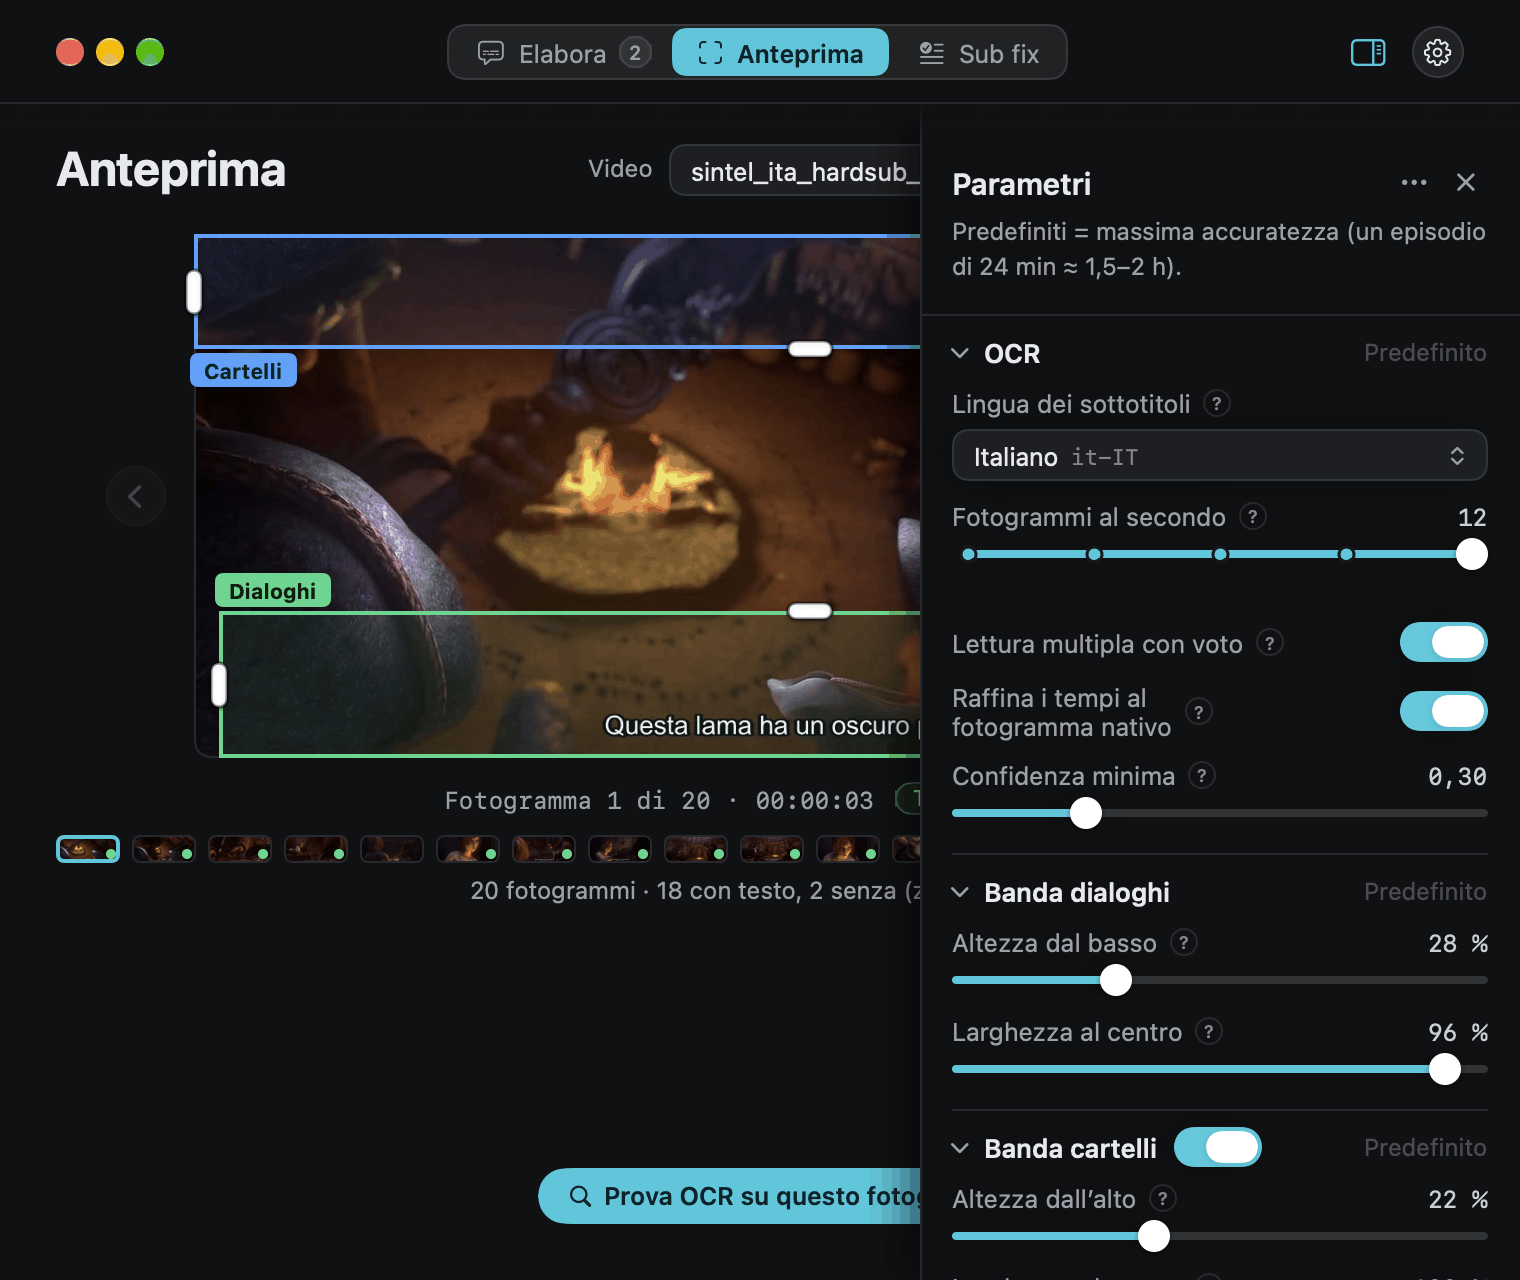 Elabora 2
Anteprima
Sub fix
Anteprima
Video sintel_ita_hardsub_
Cartelli
Dialoghi
Questa lama ha un oscuro
Fotogramma 1 di 20 · 00:00:03
20 fotogrammi · 18 con testo, 2 senza
Prova OCR su questo
Parametri
Predefiniti = massima accuratezza (un episodio
di 24 min ≈ 1,5–2 h).
OCR Predefinito
Lingua dei sottotitoli ?
Italiano it-IT
Fotogrammi al secondo ? 12
Lettura multipla con voto ?
Raffina i tempi al
fotogramma nativo ?
Confidenza minima ? 0,30
Banda dialoghi Predefinito
Altezza dal basso ? 28 %
Larghezza al centro ? 96 %
Banda cartelli Predefinito
Altezza dall’alto ? 22 %